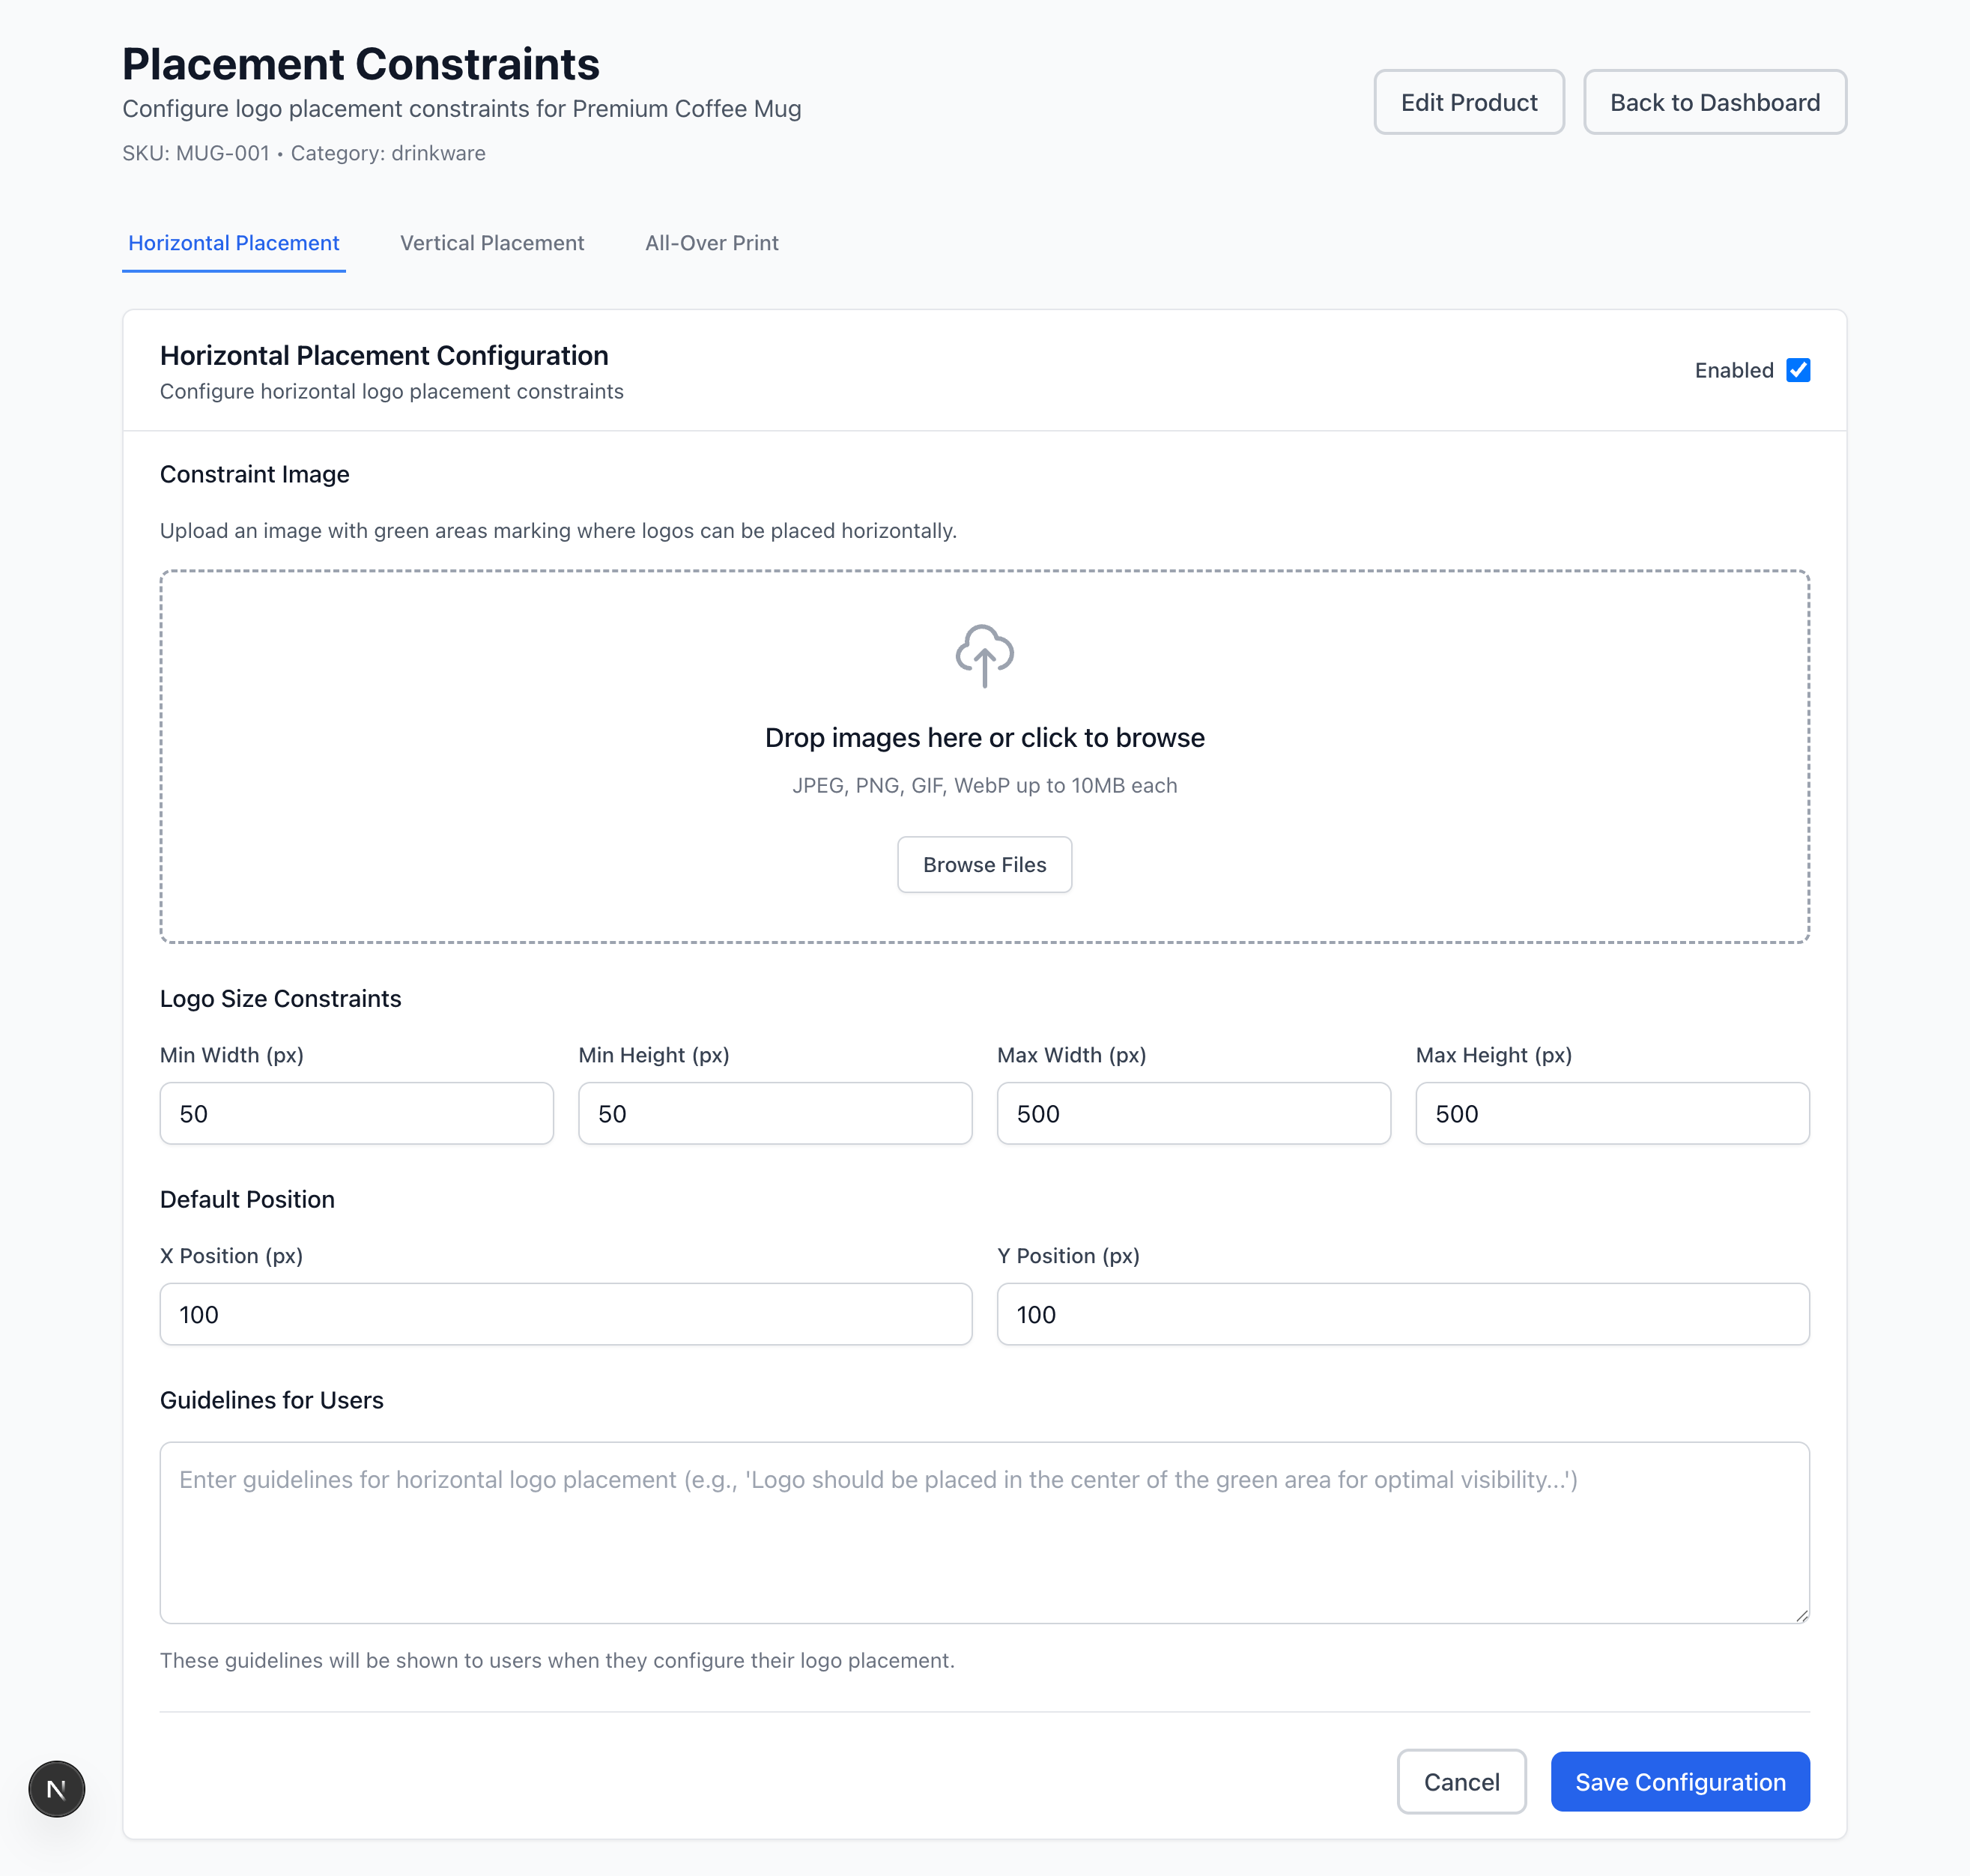 Placement Constraints
Configure logo placement constraints for Premium Coffee Mug
SKU: MUG-001 • Category: drinkware
Edit Product
Back to Dashboard
Horizontal Placement
Vertical Placement
All-Over Print
Horizontal Placement Configuration
Configure horizontal logo placement constraints
Enabled
Constraint Image
Upload an image with green areas marking where logos can be placed horizontally.
Drop images here or click to browse
JPEG, PNG, GIF, WebP up to 10MB each
Browse Files
Logo Size Constraints
Min Width (px)
Min Height (px)
Max Width (px)
Max Height (px)
50
50
500
500
Default Position
X Position (px)
Y Position (px)
100
100
Guidelines for Users
Enter guidelines for horizontal logo placement (e.g., 'Logo should be placed in the center of the green area for optimal visibility...')
These guidelines will be shown to users when they configure their logo placement.
N
Cancel
Save Configuration